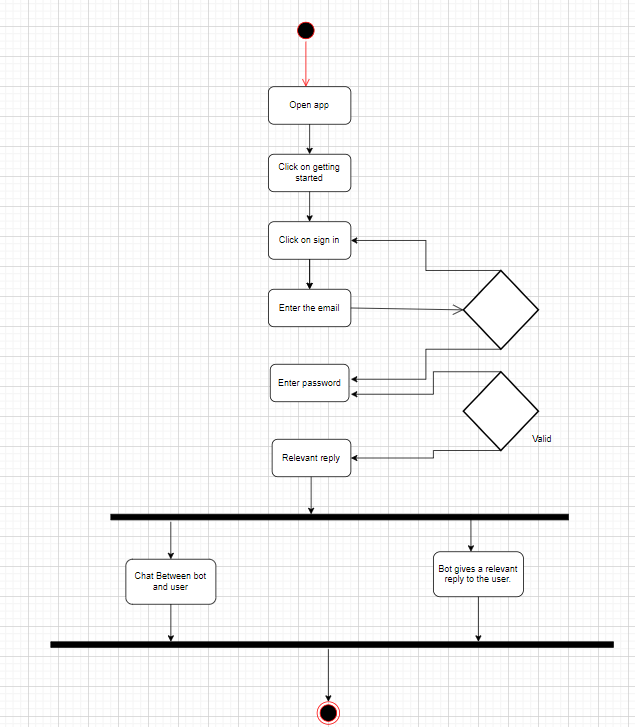 Open app
Click on getting
started
Click on sign in
Enter the email
Enter password
Valid
Relevant reply
Chat Between bot
and user
Bot gives a relevant
reply to the user.